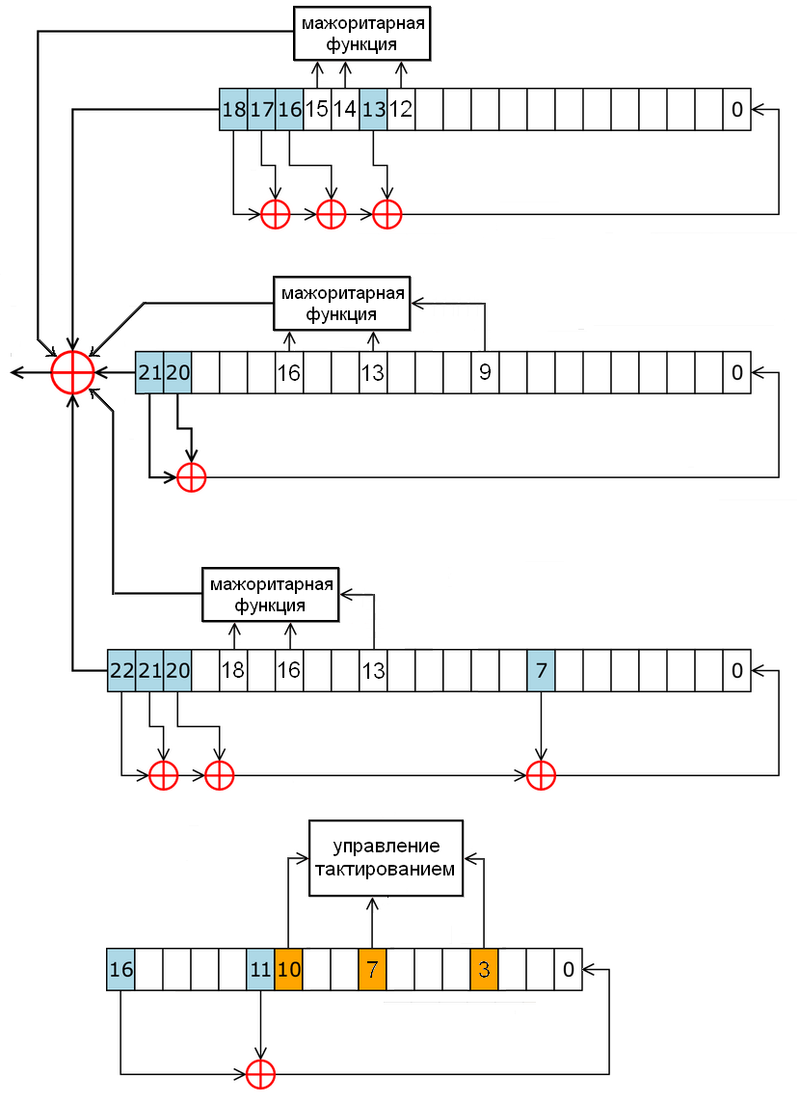 мажоритарная
функция
18 17 16 15 14 13 12 0
мажоритарная
функция
21 20 16 13 9 0
мажоритарная
функция
22 21 20 18 16 13 7 0
управление
тактированием
16 11 10 7 3 0